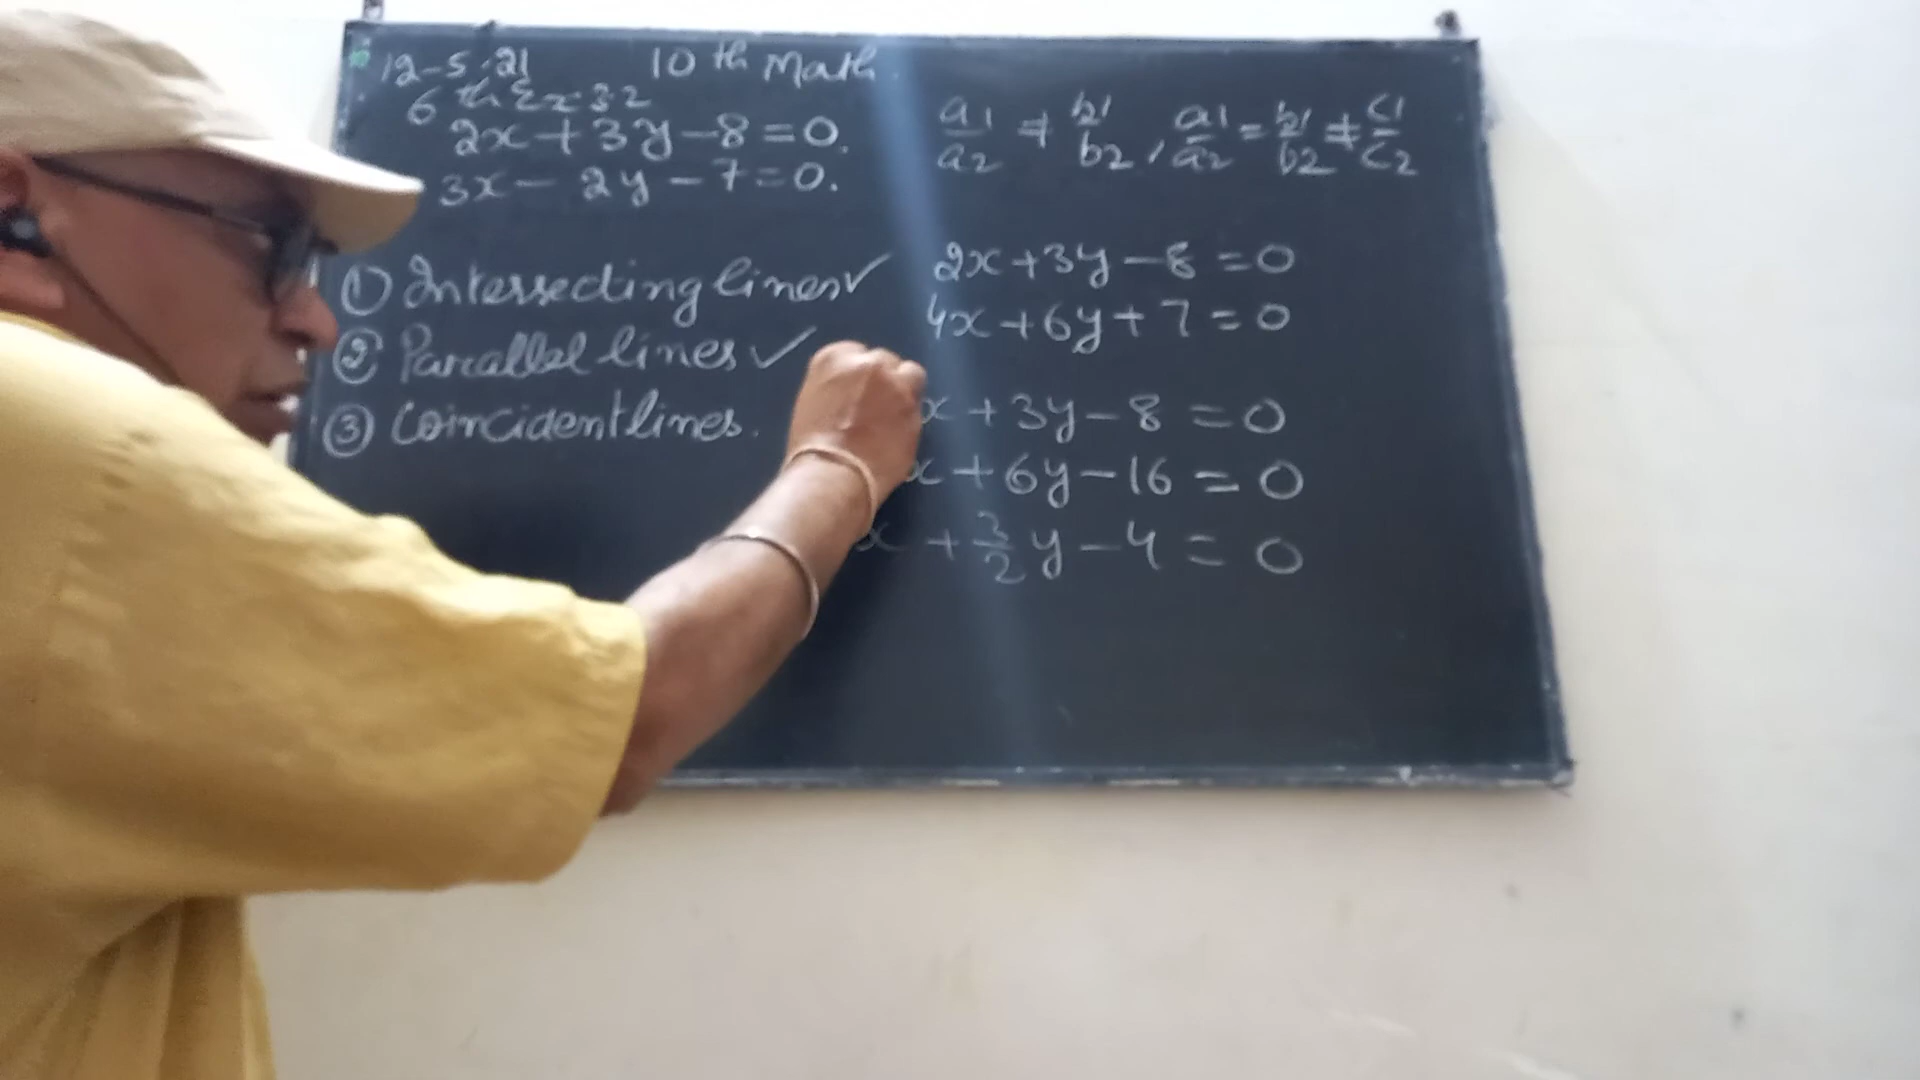 12-5-21 10th Math
6th Ex 3.2
2x+3y-8=0.
3x-2y-7=0.
a1/a2 ≠ b1/b2, a1/a2 = b1/b2 ≠ c1/c2
① Intersecting lines ✓
② Parallel lines ✓
③ Coincident lines.
2x+3y-8=0
4x+6y+7=0
x+3y-8=0
x+6y-16=0
x+3/2y-4=0